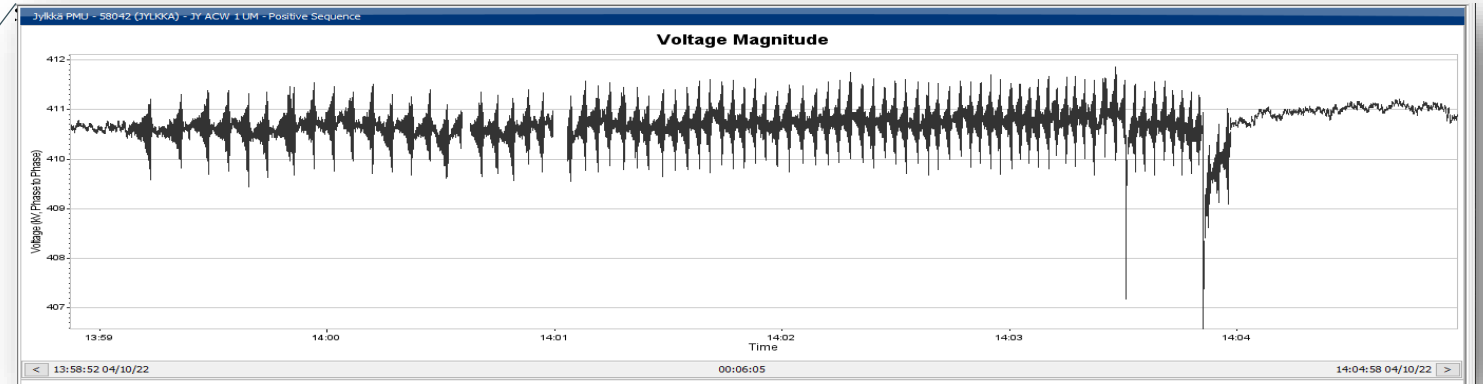 Jylkkä PMU - 58042 (JYLKKA) - JY ACW 1 UM - Positive Sequence
Voltage Magnitude
412
411
410
409
408
407
Voltage (kV, Phase to Phase)
13:59 14:00 14:01 14:02 14:03 14:04
Time
< 13:58:52 04/10/22 00:06:05 14:04:58 04/10/22 >